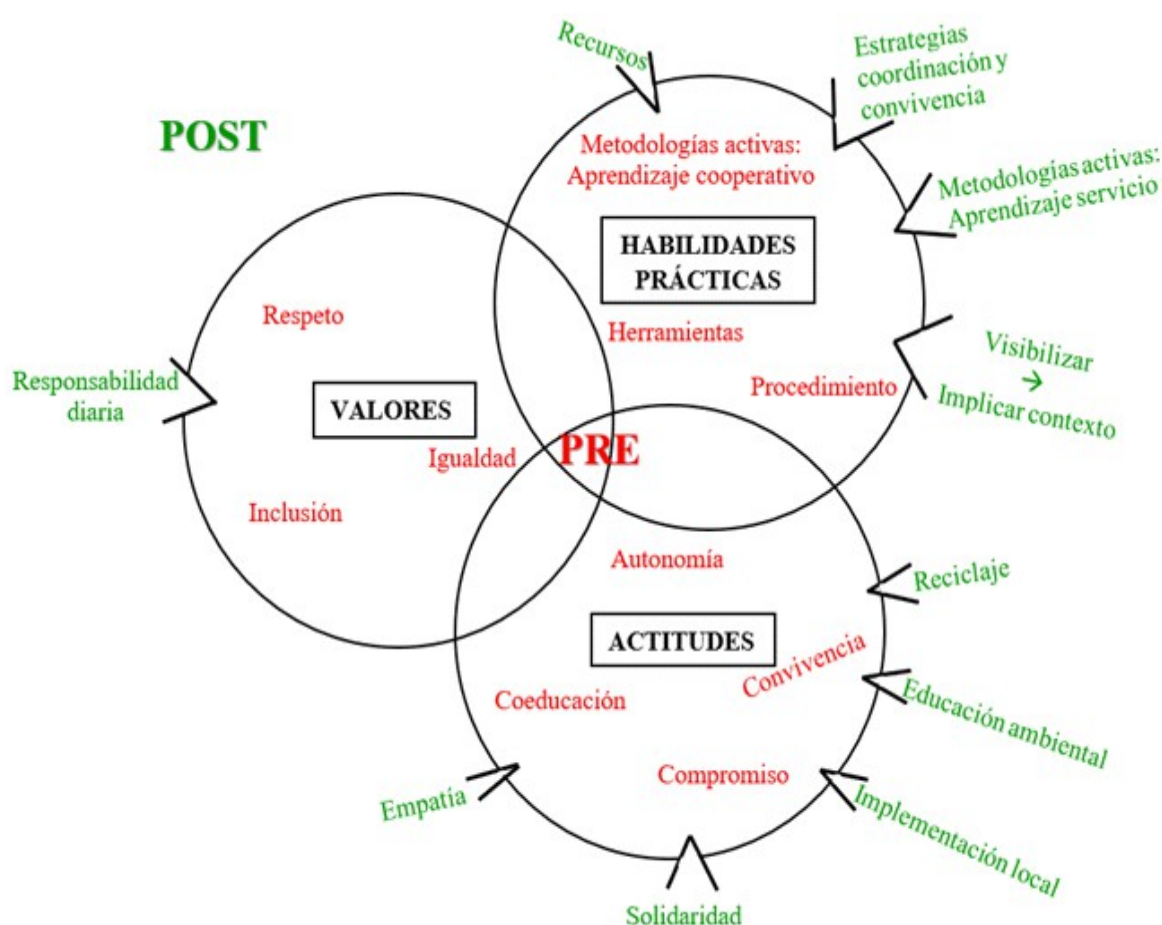 Recursos
Estrategias
coordinación y
convivencia
POST
Metodologías activas:
Aprendizaje cooperativo
Metodologías activas:
Aprendizaje servicio
HABILIDADES
PRÁCTICAS
Respeto
Herramientas
Visibilizar
→
Implicar contexto
Procedimiento
Responsabilidad
diaria
VALORES
Igualdad
PRE
Inclusión
Autonomía
Reciclaje
ACTITUDES
Convivencia
Coeducación
Educación ambiental
Compromiso
Empatía
Implementación local
Solidaridad